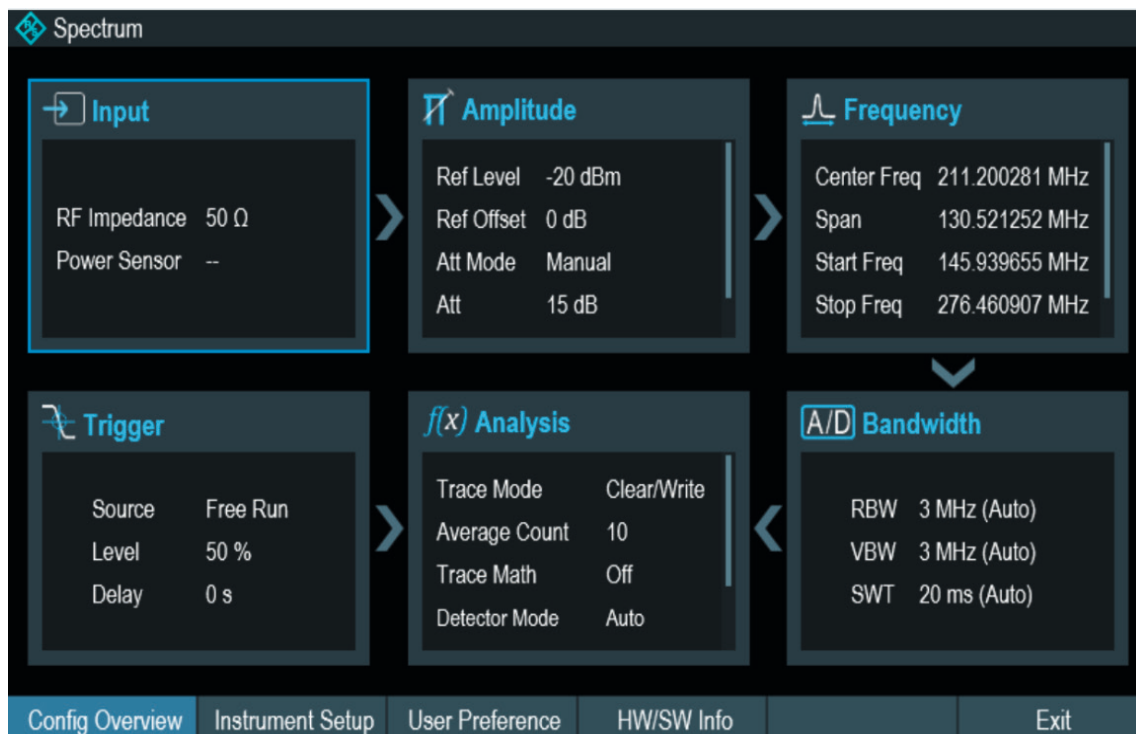 Spectrum
Input
RF Impedance 50 Ω
Power Sensor --
Amplitude
Ref Level -20 dBm
Ref Offset 0 dB
Att Mode Manual
Att 15 dB
Frequency
Center Freq 211.200281 MHz
Span 130.521252 MHz
Start Freq 145.939655 MHz
Stop Freq 276.460907 MHz
Trigger
Source Free Run
Level 50 %
Delay 0 s
f(x) Analysis
Trace Mode Clear/Write
Average Count 10
Trace Math Off
Detector Mode Auto
A/D Bandwidth
RBW 3 MHz (Auto)
VBW 3 MHz (Auto)
SWT 20 ms (Auto)
Config Overview Instrument Setup User Preference HW/SW Info Exit